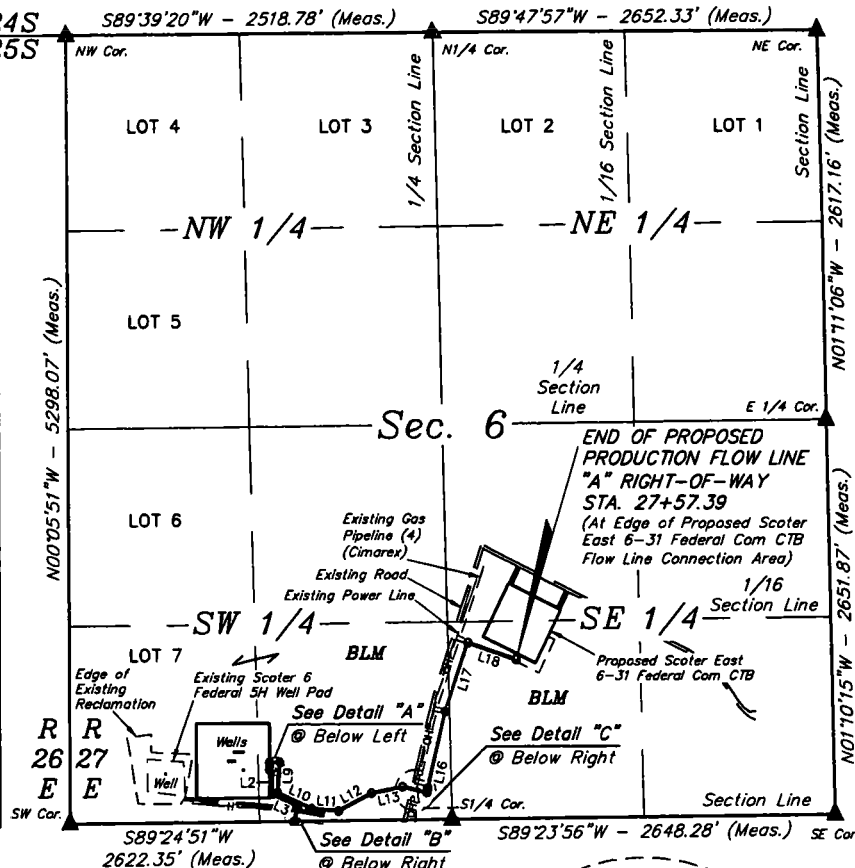 24S
25S
S89°39'20"W - 2518.78' (Meas.)
S89°47'57"W - 2652.33' (Meas.)
NW Cor.
N1/4 Cor.
NE Cor.
LOT 4
LOT 3
LOT 2
LOT 1
1/4 Section Line
1/16 Section Line
Section Line
N01°11'06"W - 2617.16' (Meas.)
NW 1/4
NE 1/4
LOT 5
N00°05'51"W - 5298.07' (Meas.)
1/4
Section
Line
E 1/4 Cor.
Sec. 6
END OF PROPOSED
PRODUCTION FLOW LINE
"A" RIGHT-OF-WAY
STA. 27+57.39
(At Edge of Proposed Scoter
East 6-31 Federal Com CTB
Flow Line Connection Area)
LOT 6
Existing Gas
Pipeline (4)
(Cimarex)
Existing Road
Existing Power Line
1/16
Section Line
SW 1/4
SE 1/4
LOT 7
BLM
L18
L17
Proposed Scoter East
6-31 Federal Com CTB
BLM
Edge of
Existing
Reclamation
Existing Scoter 6
Federal 5H Well Pad
See Detail "A"
@ Below Left
See Detail "C"
@ Below Right
N01°10'15"W - 2651.87' (Meas.)
R R
26 27
E E
Wells
Well
L2
L9
L3
L10
L11
L12
L13
L16
SW Cor.
S1/4 Cor.
Section Line
SE Cor.
S89°24'51"W
2622.35' (Meas.)
See Detail "B"
@ Below Right
S89°23'56"W - 2648.28' (Meas.)